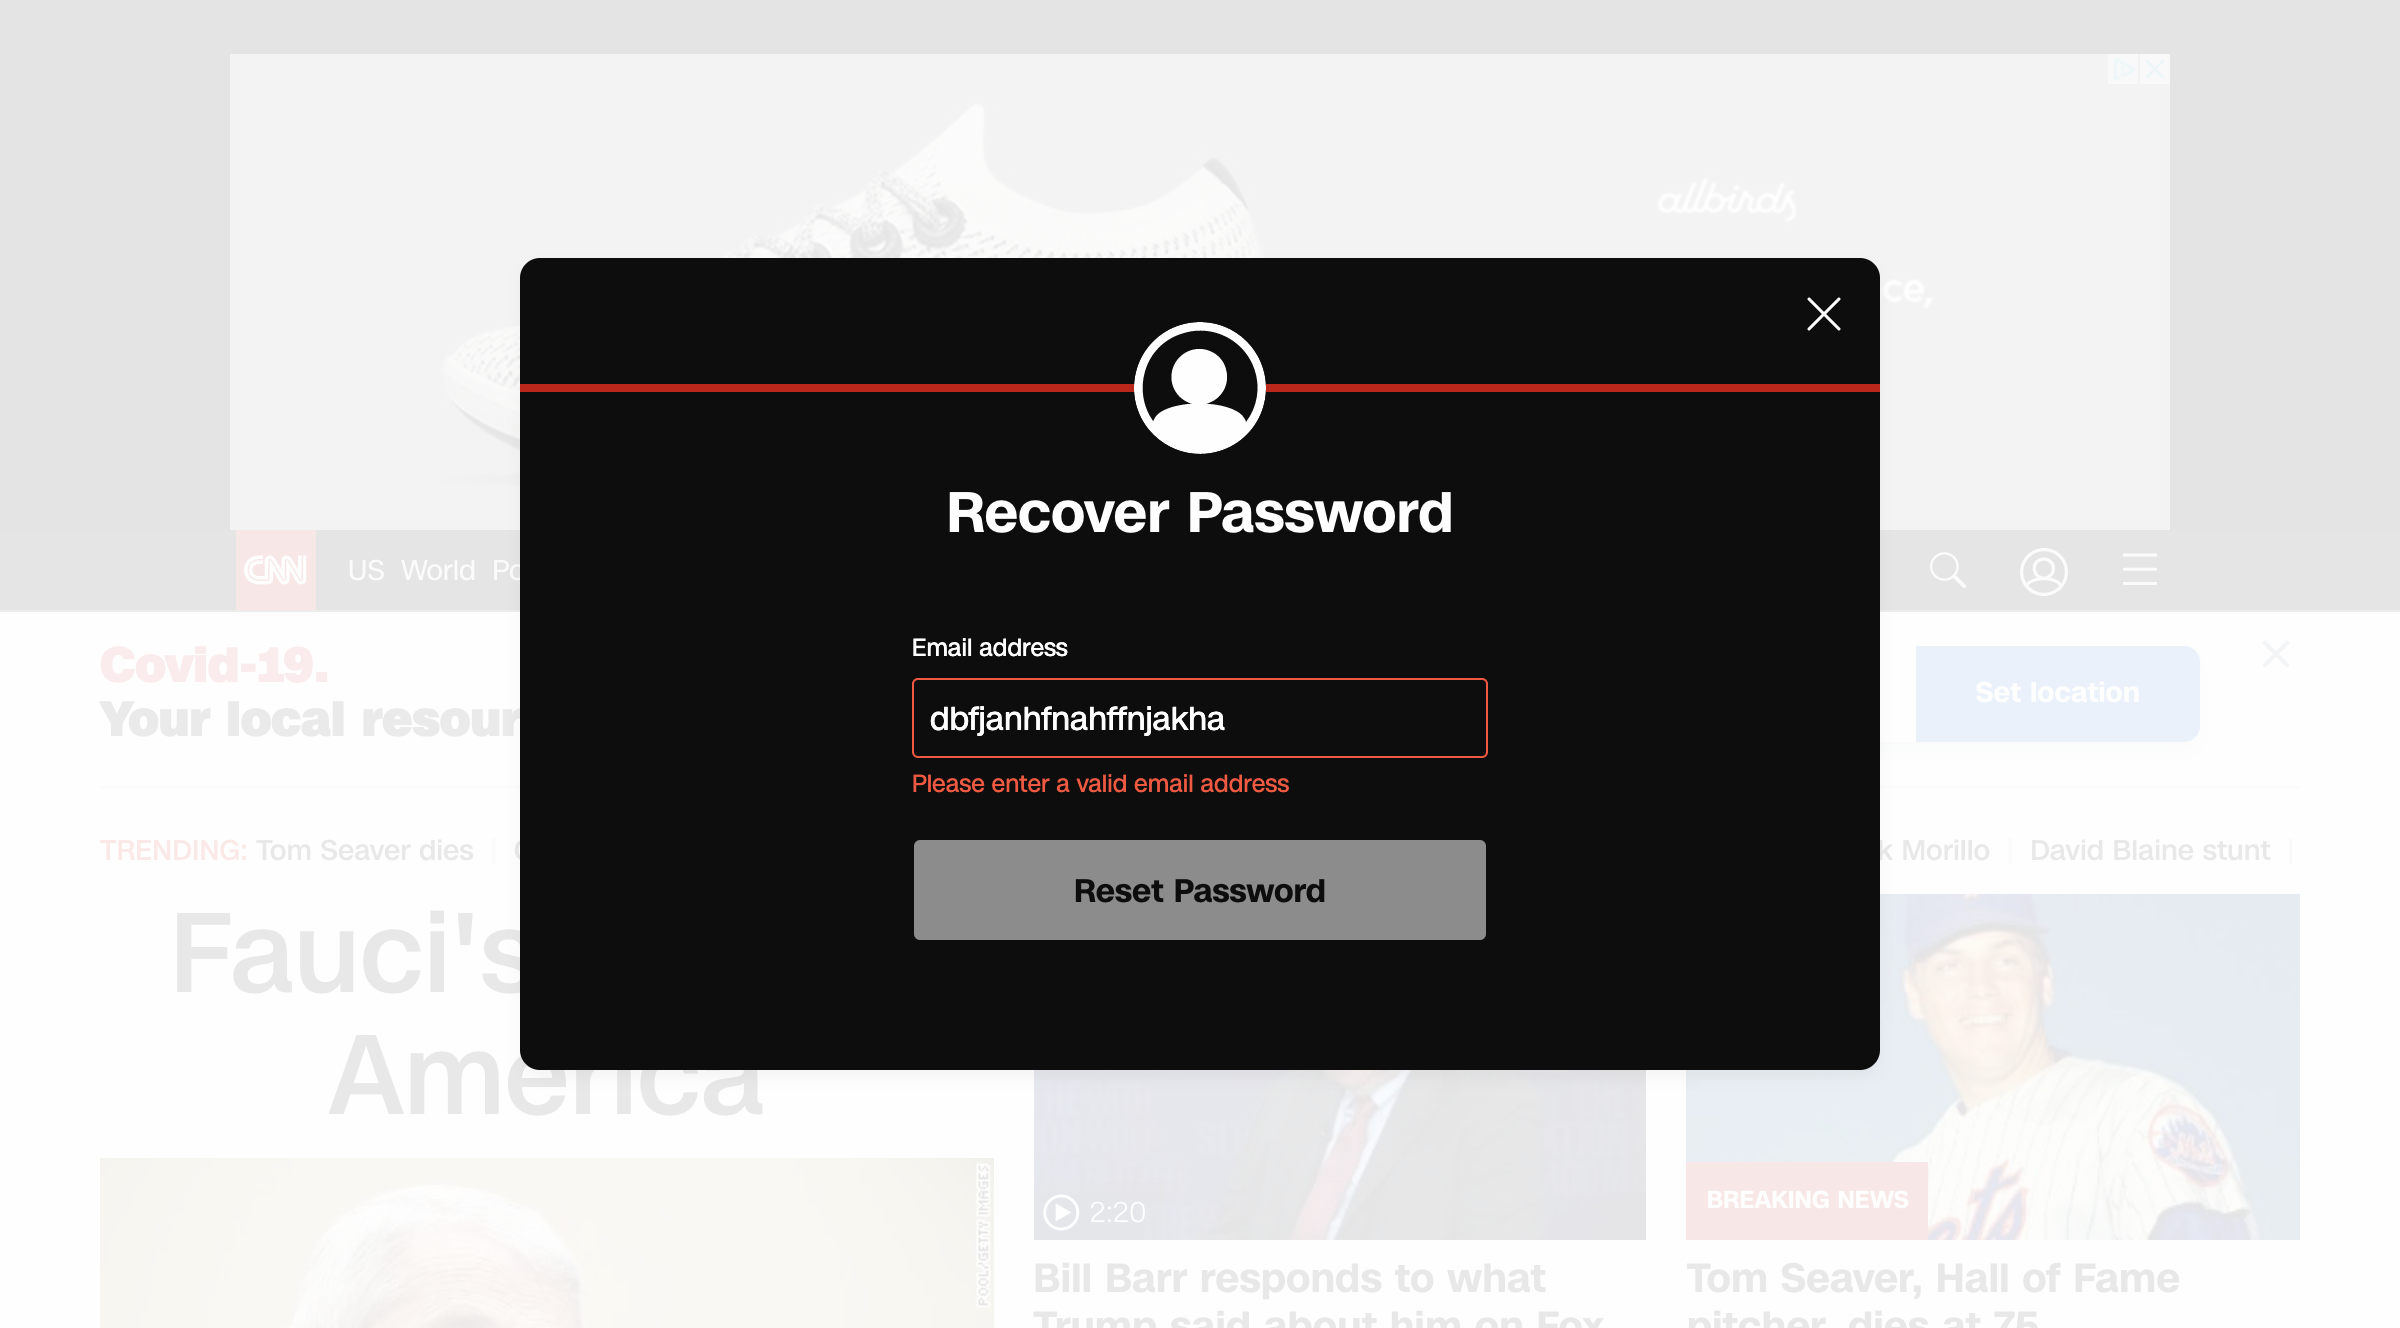 allbirds
ce,
CNN
US World Po
Covid-19.
Your local resour
Set location
TRENDING: Tom Seaver dies
k Morillo
David Blaine stunt
Fauci's
America
Recover Password
Email address
dbfjanhfnahffnjakha
Please enter a valid email address
Reset Password
POOL/GETTY IMAGES
2:20
Bill Barr responds to what
Trump said about him on Fox
BREAKING NEWS
Tom Seaver, Hall of Fame
pitcher, dies at 75